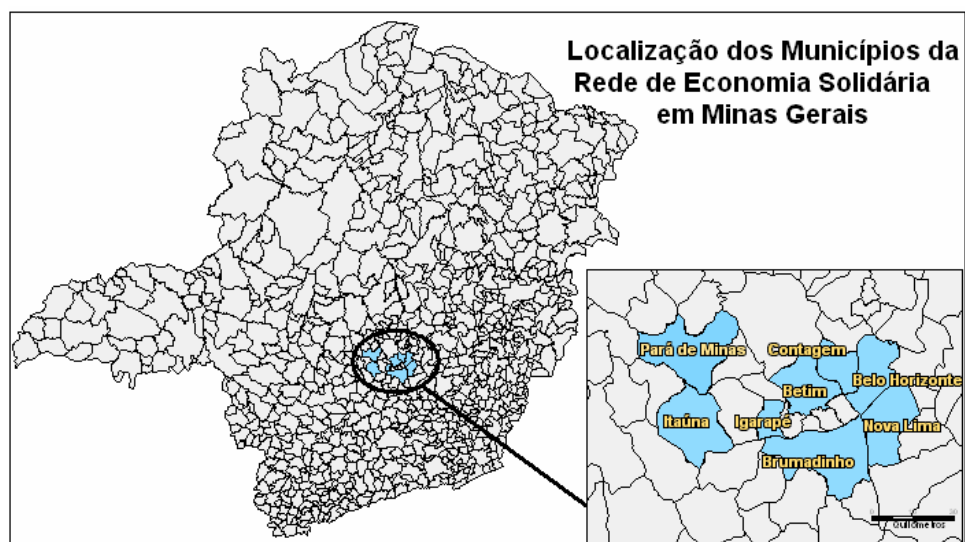 Localização dos Municípios da
Rede de Economia Solidária
em Minas Gerais
Pará de Minas
Contagem
Belo Horizonte
Betim
Itaúna
Igarapé
Nova Lima
Brumadinho
Quilômetros